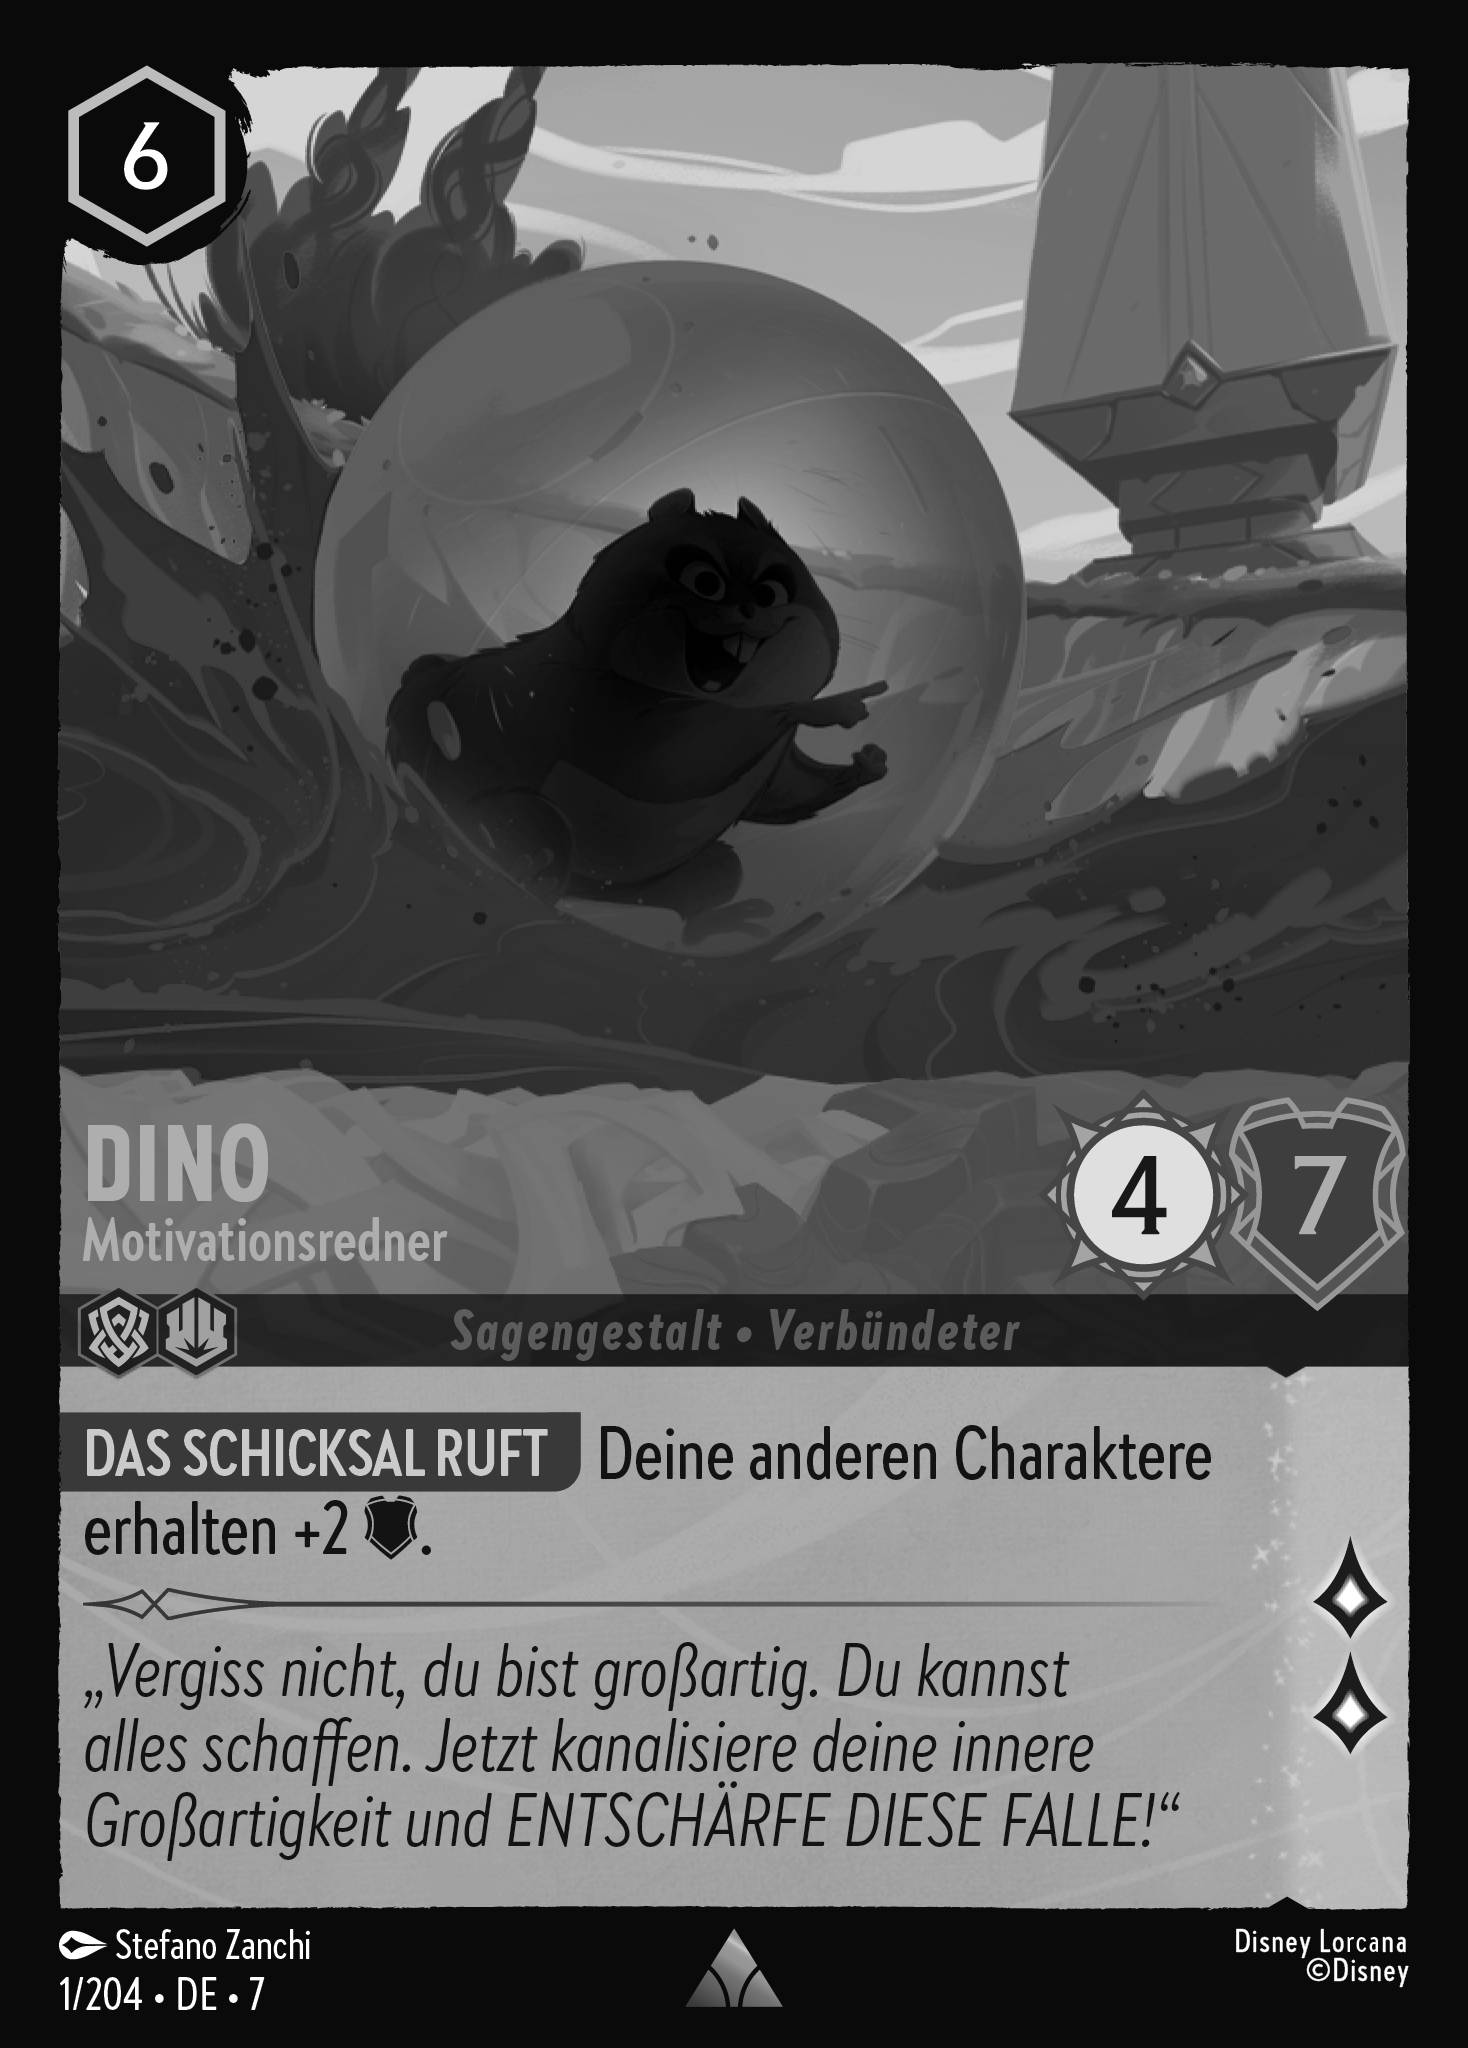 6
DINO
Motivationsredner
4
7
Sagengestalt • Verbündeter
DAS SCHICKSAL RUFT Deine anderen Charaktere
erhalten +2 .
„Vergiss nicht, du bist großartig. Du kannst
alles schaffen. Jetzt kanalisiere deine innere
Großartigkeit und ENTSCHÄRFE DIESE FALLE!“
Stefano Zanchi
1/204 • DE • 7
Disney Lorcana
©Disney